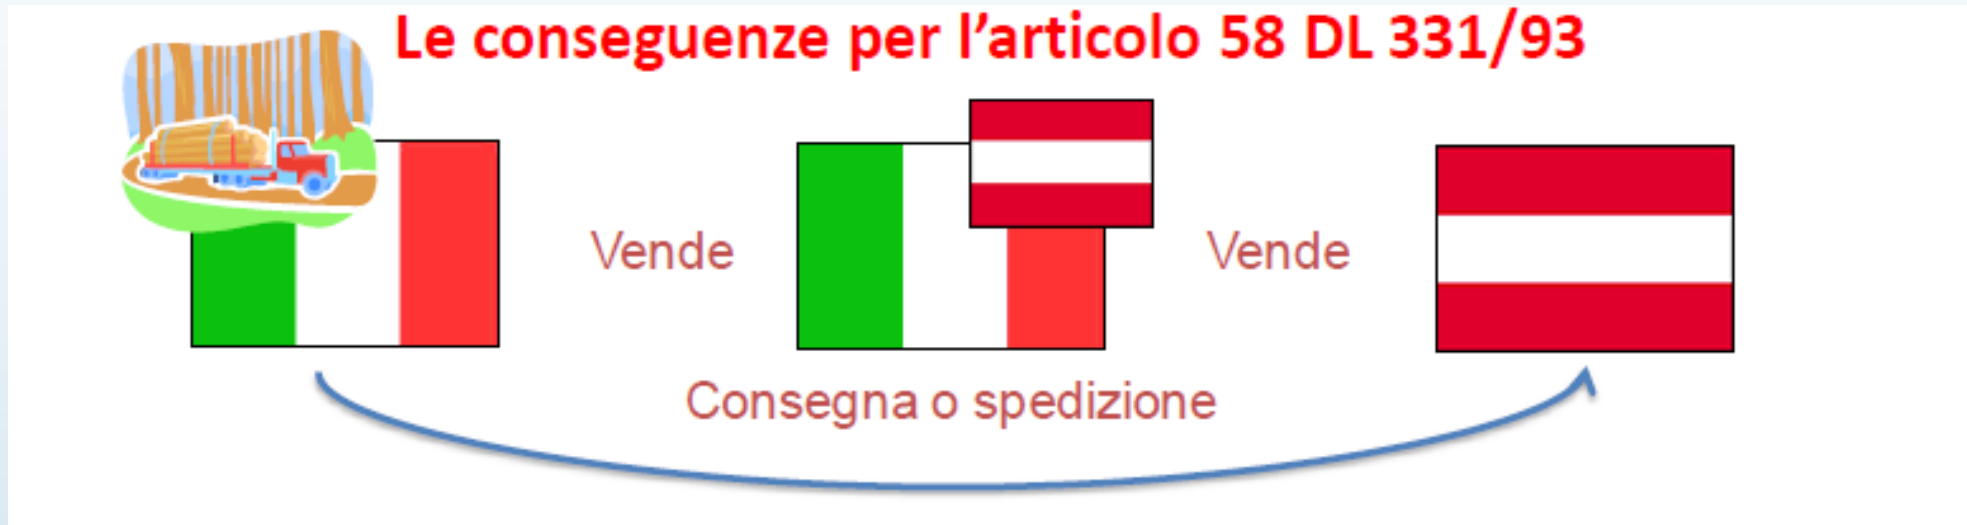 Le conseguenze per l’articolo 58 DL 331/93
Vende
Vende
Consegna o spedizione